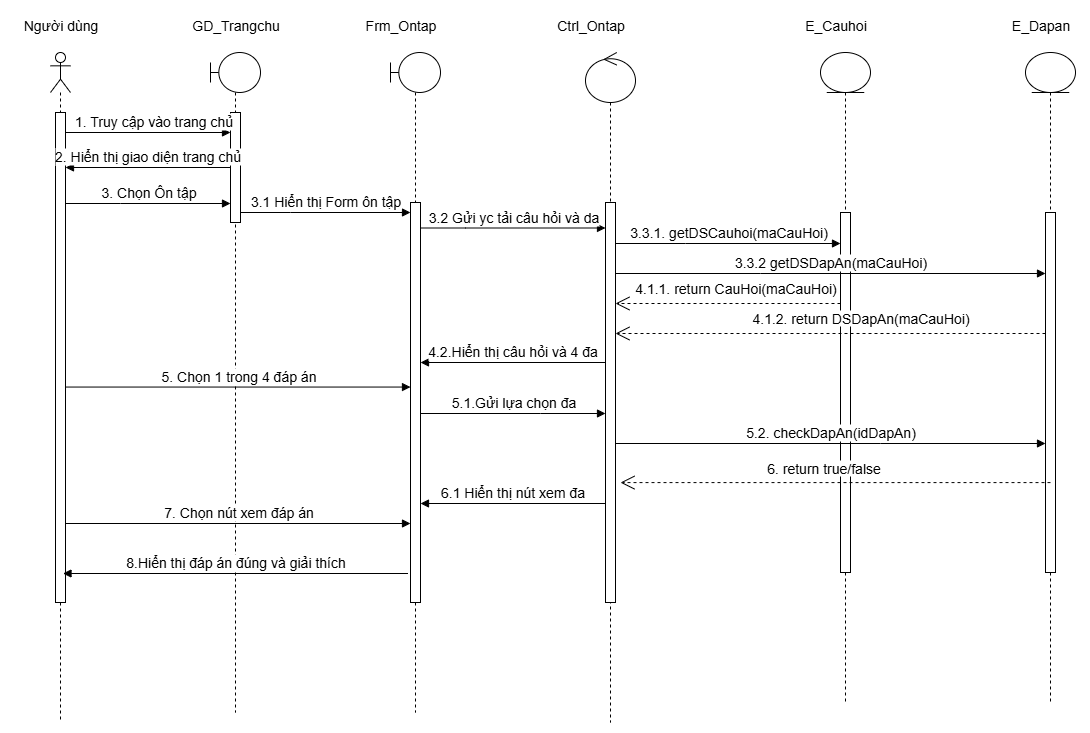 Người dùng
GD_Trangchu
Frm_Ontap
Ctrl_Ontap
E_Cauhoi
E_Dapan
1. Truy cập vào trang chủ
2. Hiển thị giao diện trang chủ
3. Chọn Ôn tập
3.1 Hiển thị Form ôn tập
3.2 Gửi yc tải câu hỏi và da
3.3.1. getDSCauhoi(maCauHoi)
3.3.2 getDSDapAn(maCauHoi)
4.1.1. return CauHoi(maCauHoi)
4.1.2. return DSDapAn(maCauHoi)
4.2.Hiển thị câu hỏi và 4 đa
5. Chọn 1 trong 4 đáp án
5.1.Gửi lựa chọn đa
5.2. checkDapAn(idDapAn)
6. return true/false
6.1 Hiển thị nút xem đa
7. Chọn nút xem đáp án
8.Hiển thị đáp án đúng và giải thích